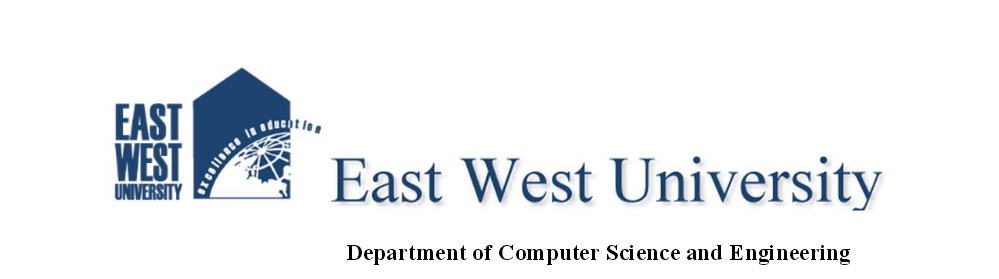 EAST
WEST
UNIVERSITY
excellence in education
East West University
Department of Computer Science and Engineering